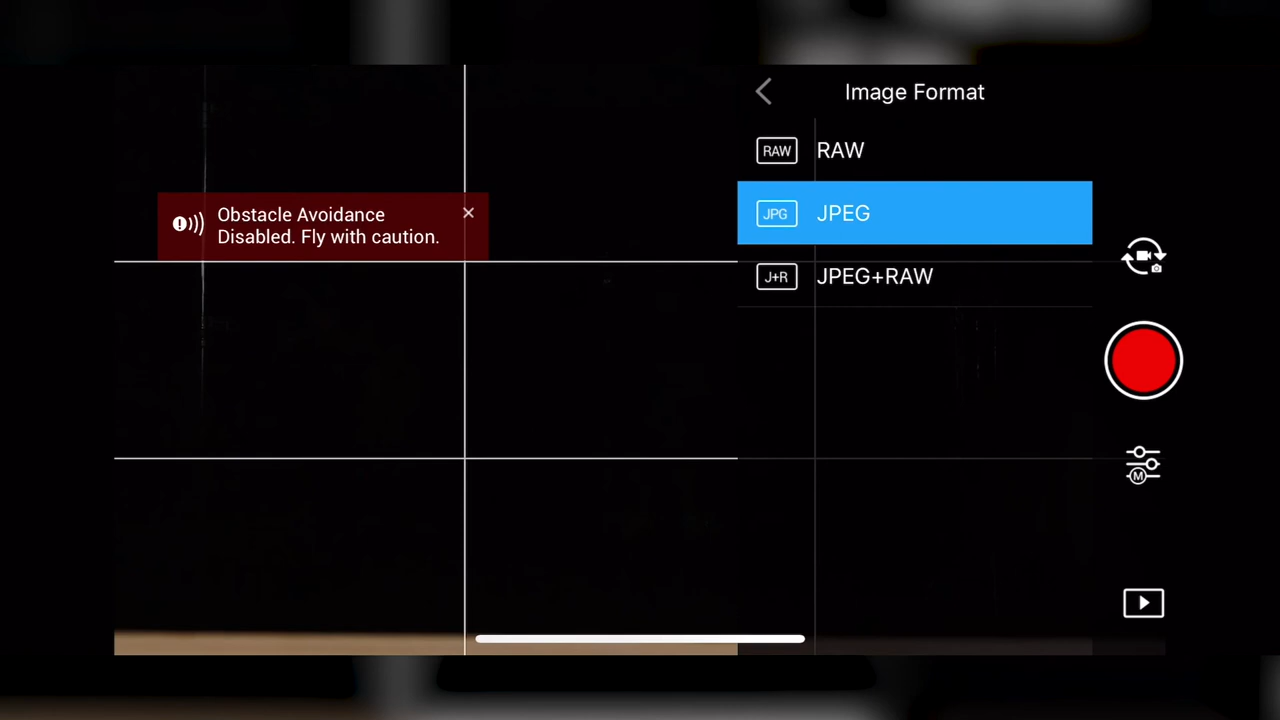 Image Format
RAW RAW
Obstacle Avoidance
Disabled. Fly with caution.
JPG JPEG
J+R JPEG+RAW
M